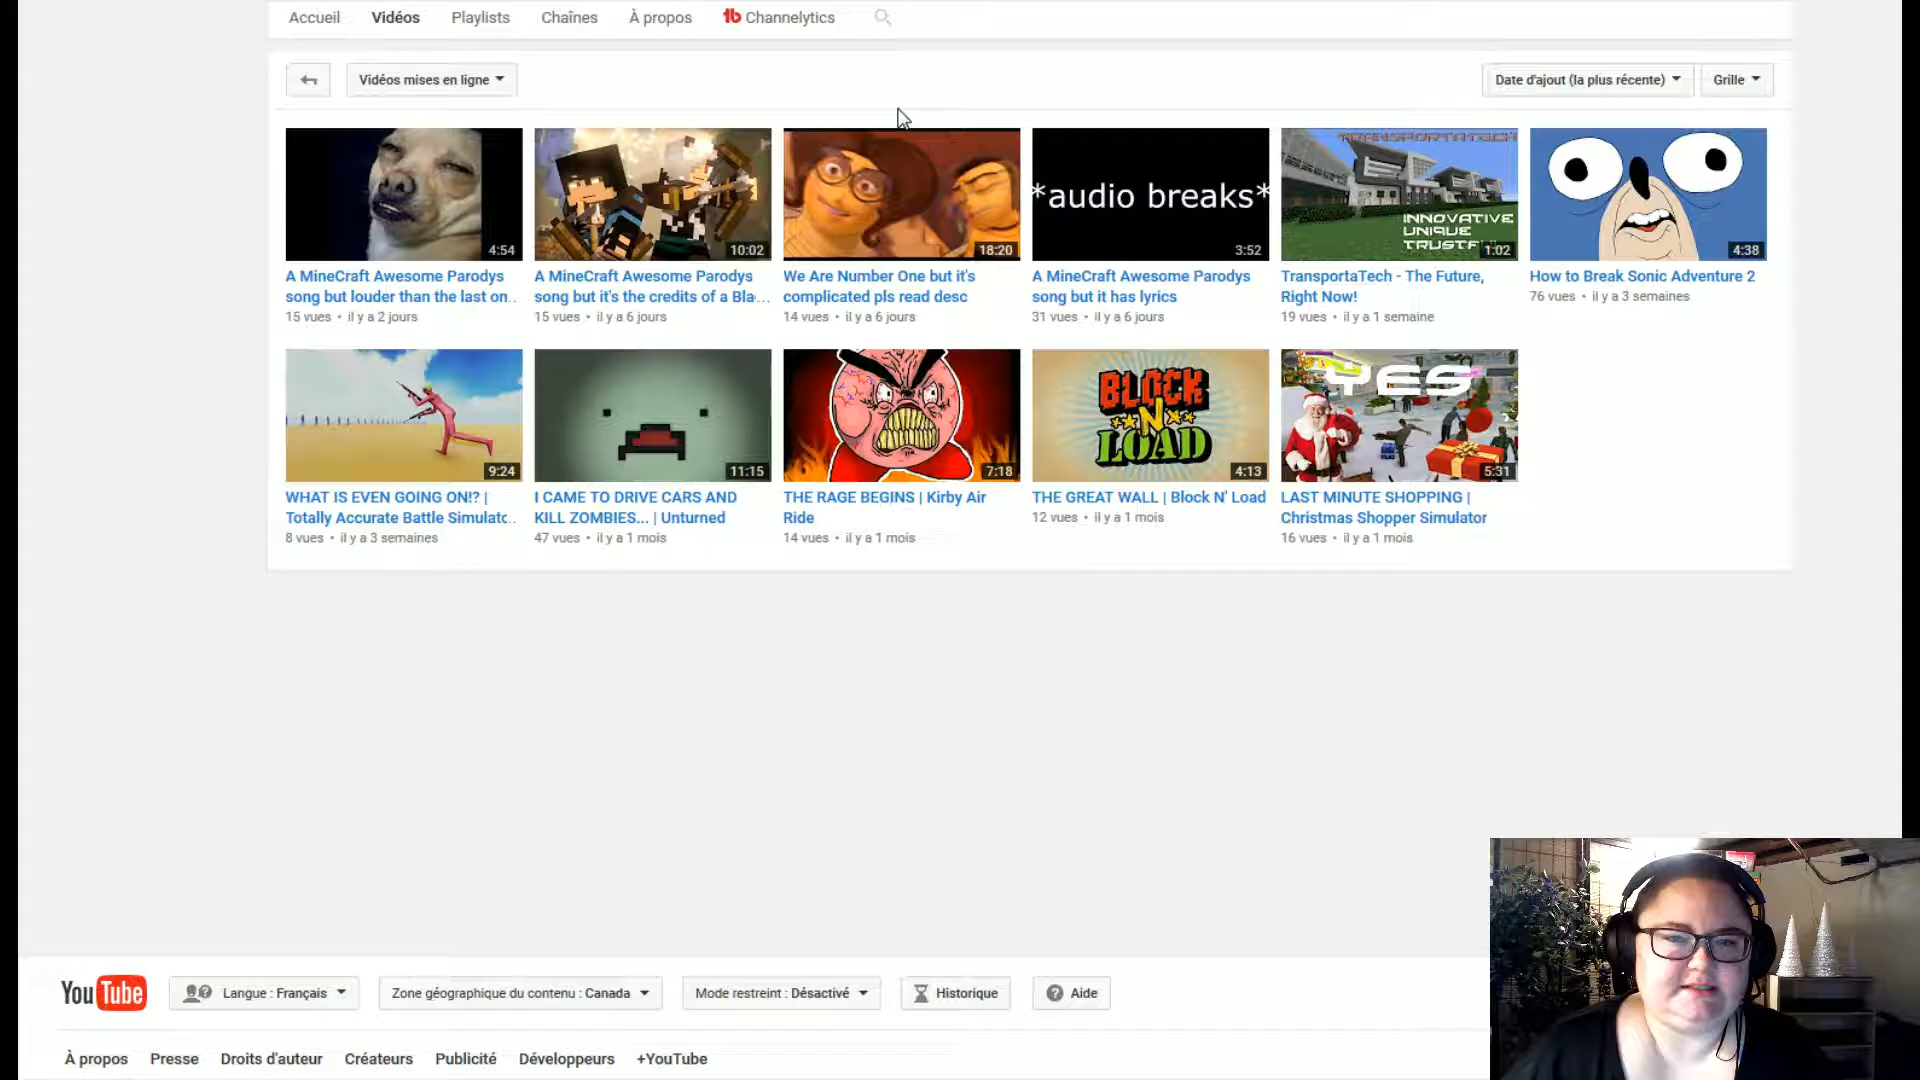 Accueil Vidéos Playlists Chaînes À propos Channelytics
Vidéos mises en ligne Date d'ajout (la plus récente) Grille
4:54 10:02 18:20 *audio breaks* 3:52 TRANSPORTATECH INNOVATIVE UNIQUE 1:02 4:38
A MineCraft Awesome Parodys
song but louder than the last on..
15 vues • il y a 2 jours
A MineCraft Awesome Parodys
song but it's the credits of a Bla...
15 vues • il y a 6 jours
We Are Number One but it's
complicated pls read desc
14 vues • il y a 6 jours
A MineCraft Awesome Parodys
song but it has lyrics
31 vues • il y a 6 jours
TransportaTech - The Future,
Right Now!
19 vues • il y a 1 semaine
How to Break Sonic Adventure 2
76 vues • il y a 3 semaines
9:24 11:15 7:18 BLOCK N LOAD 4:13 YES 5:31
WHAT IS EVEN GOING ON!? |
Totally Accurate Battle Simulatc..
8 vues • il y a 3 semaines
I CAME TO DRIVE CARS AND
KILL ZOMBIES... | Unturned
47 vues • il y a 1 mois
THE RAGE BEGINS | Kirby Air
Ride
14 vues • il y a 1 mois
THE GREAT WALL | Block N' Load
12 vues • il y a 1 mois
LAST MINUTE SHOPPING |
Christmas Shopper Simulator
16 vues • il y a 1 mois
YouTube Langue : Français Zone géographique du contenu : Canada Mode restreint : Désactivé Historique Aide
À propos Presse Droits d'auteur Créateurs Publicité Développeurs +YouTube